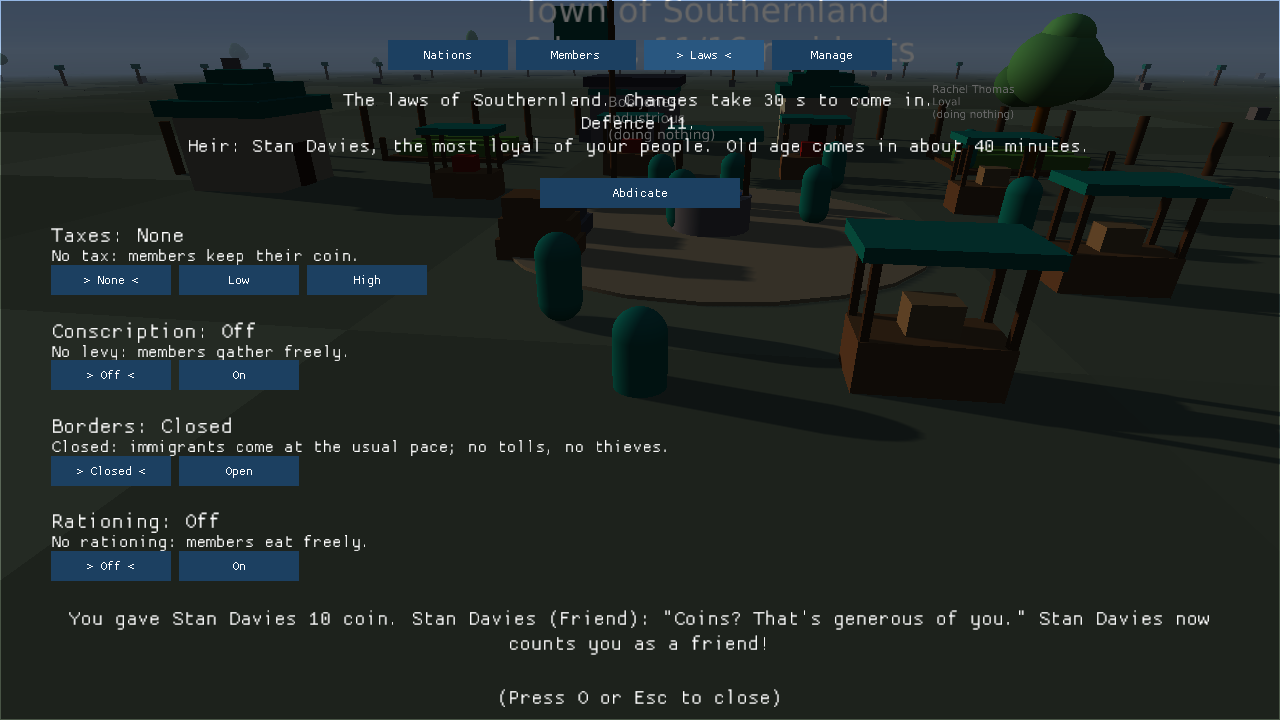 Town of Southernland
Nations
Members
> Laws <
Manage
The laws of Southernland. Changes take 30 s to come in.
Defence 11.
Heir: Stan Davies, the most loyal of your people. Old age comes in about 40 minutes.
Rachel Thomas
Loyal
(doing nothing)
(doing nothing)
Abdicate
Taxes: None
No tax: members keep their coin.
> None <
Low
High
Conscription: Off
No levy: members gather freely.
> Off <
On
Borders: Closed
Closed: immigrants come at the usual pace; no tolls, no thieves.
> Closed <
Open
Rationing: Off
No rationing: members eat freely.
> Off <
On
You gave Stan Davies 10 coin. Stan Davies (Friend): "Coins? That's generous of you." Stan Davies now
counts you as a friend!
(Press O or Esc to close)